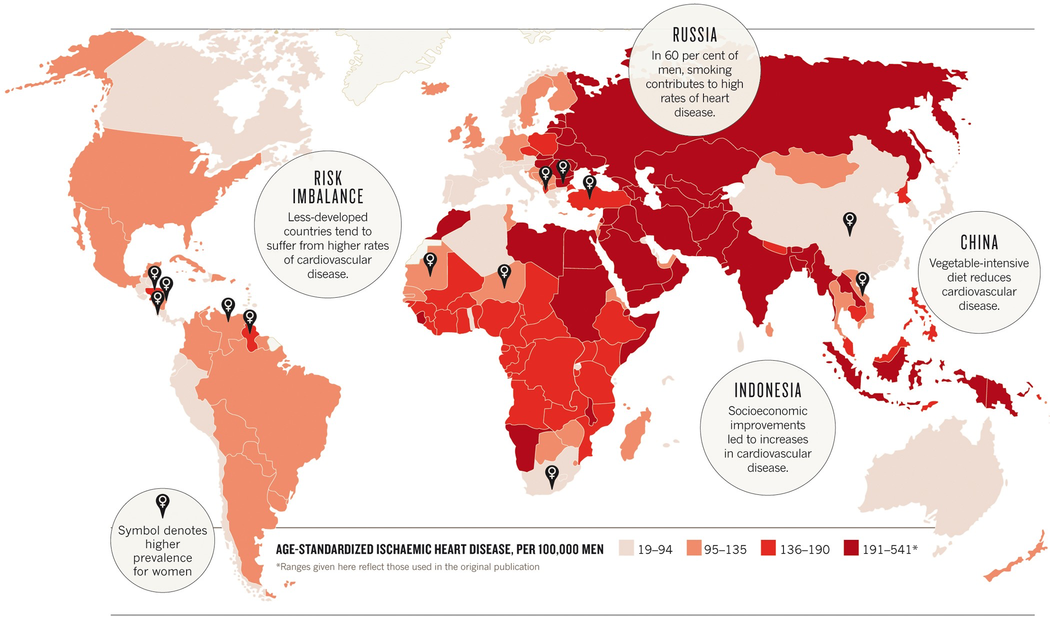 RUSSIA
In 60 per cent of
men, smoking
contributes to high
rates of heart
disease.
RISK
IMBALANCE
Less-developed
countries tend to
suffer from higher rates
of cardiovascular
disease.
CHINA
Vegetable-intensive
diet reduces
cardiovascular
disease.
INDONESIA
Socioeconomic
improvements
led to increases
in cardiovascular
disease.
Symbol denotes
higher
prevalence
for women
AGE-STANDARDIZED ISCHAEMIC HEART DISEASE, PER 100,000 MEN 19–94 95–135 136–190 191–541*
*Ranges given here reflect those used in the original publication